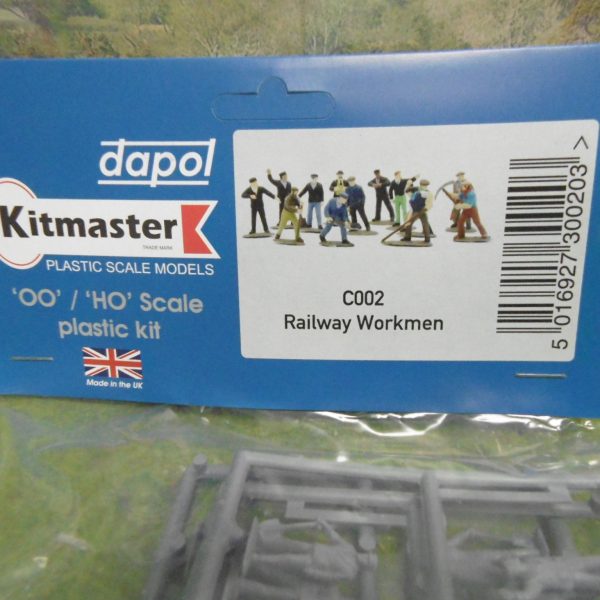 dapol
Kitmaster
TRADE MARK
PLASTIC SCALE MODELS
'OO' / 'HO' Scale
plastic kit
Made in the UK
C002
Railway Workmen
5 016927 300203 >